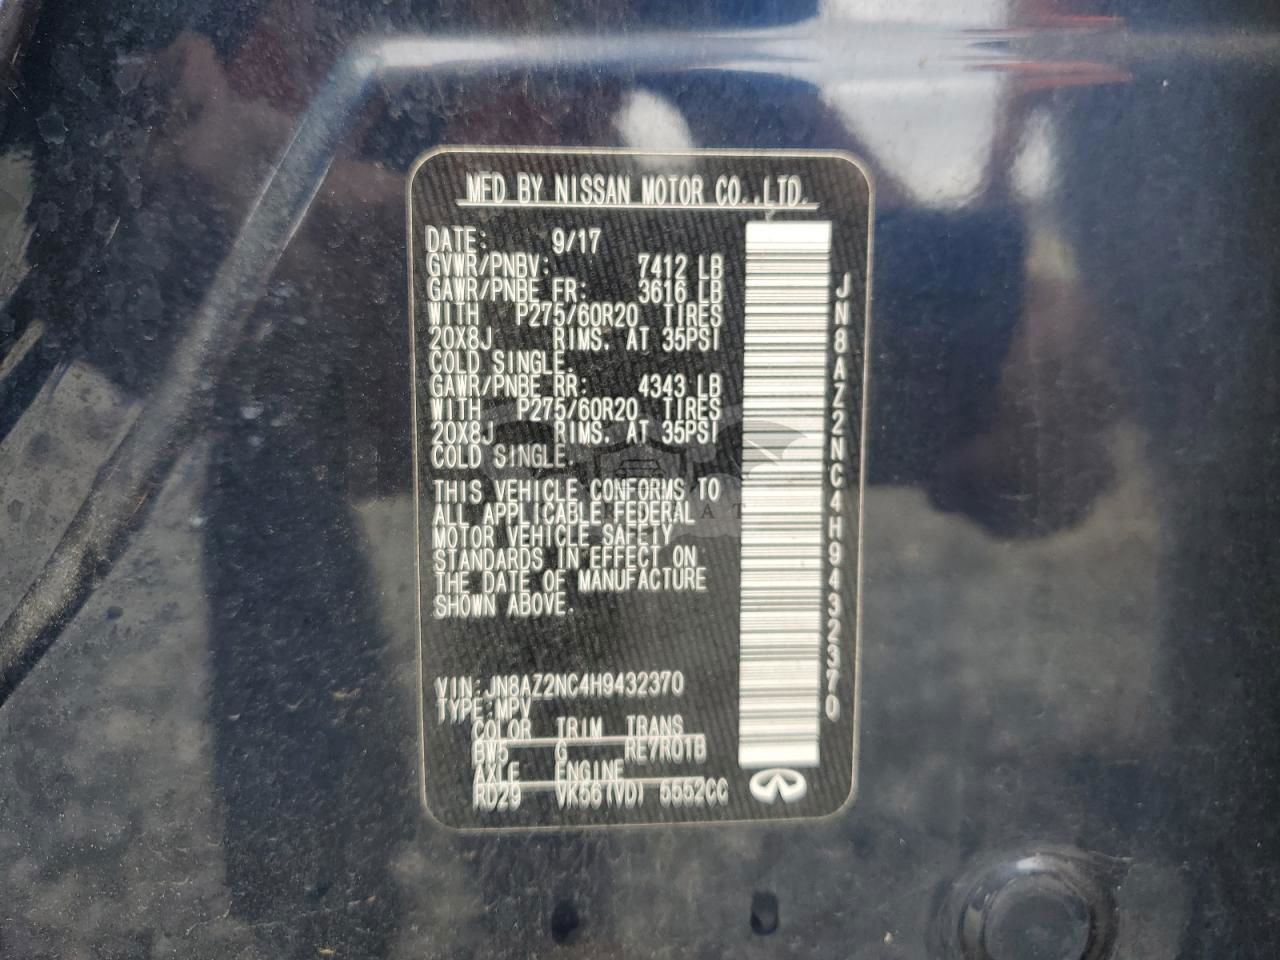 MFD BY NISSAN MOTOR CO.,LTD.
DATE: 9/17
GVWR/PNBV: 7412 LB
GAWR/PNBE FR: 3616 LB
WITH P275/60R20 TIRES
20X8J RIMS. AT 35PSI
COLD SINGLE.
GAWR/PNBE RR: 4343 LB
WITH P275/60R20 TIRES
20X8J RIMS. AT 35PSI
COLD SINGLE.
THIS VEHICLE CONFORMS TO
ALL APPLICABLE FEDERAL
MOTOR VEHICLE SAFETY
STANDARDS IN EFFECT ON
THE DATE OF MANUFACTURE
SHOWN ABOVE.
VIN:JN8AZ2NC4H9432370
TYPE:MPV
COLOR TRIM TRANS
BW5 G RE7R01B
AXLE ENGINE
RD29 VK56(VD) 5552CC
JN8AZ2NC4H9432370